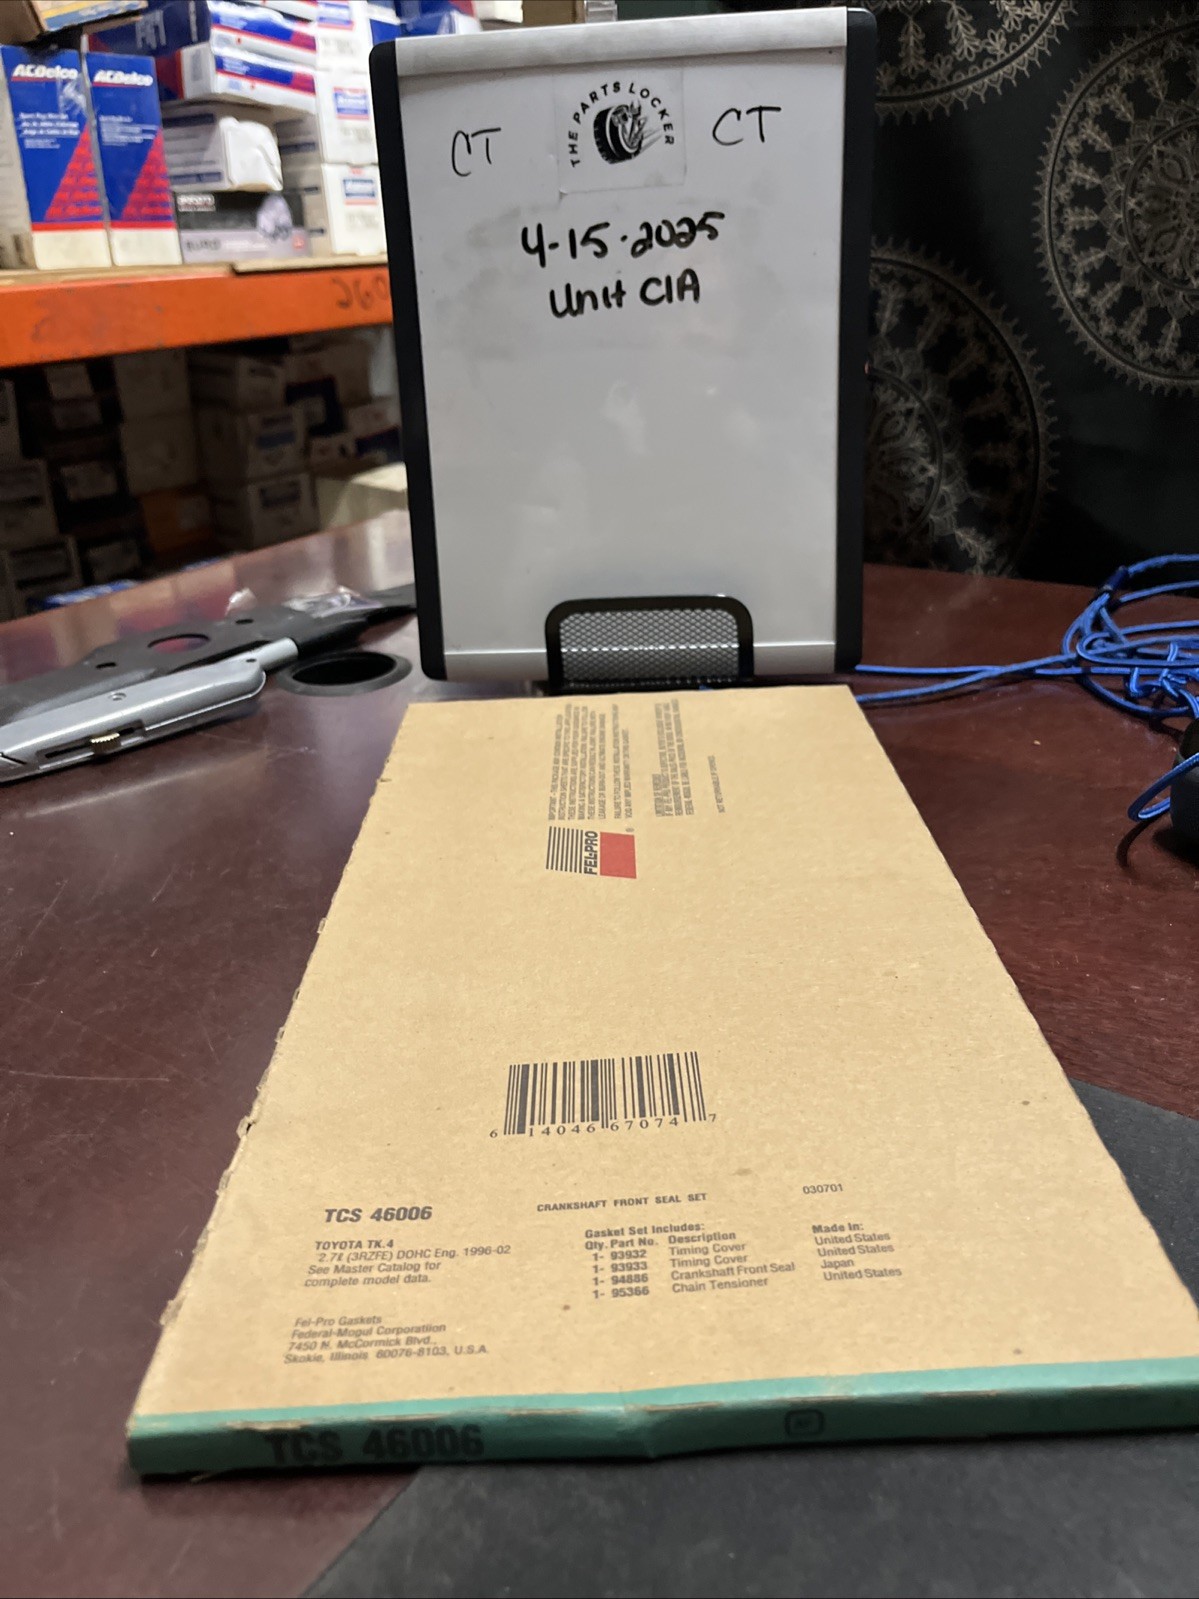 ACDelco
ACDelco
THE PARTS LOCKER
CT
CT
4-15-2025
Unit C1A
260
FEL-PRO
®
6 14046 67074 7
TCS 46006
CRANKSHAFT FRONT SEAL SET
030701
TOYOTA TK.4
2.7ℓ (3RZFE) DOHC Eng. 1996-02
See Master Catalog for
complete model data.
Gasket Set Includes:
Qty. Part No. Description Made in:
1- 93932 Timing Cover United States
1- 93933 Timing Cover United States
1- 94886 Crankshaft Front Seal Japan
1- 95366 Chain Tensioner United States
Fel-Pro Gaskets
Federal-Mogul Corporatiion
7450 N. McCormick Blvd.,
Skokie, Illinois 60076-8103, U.S.A.
TCS 46006